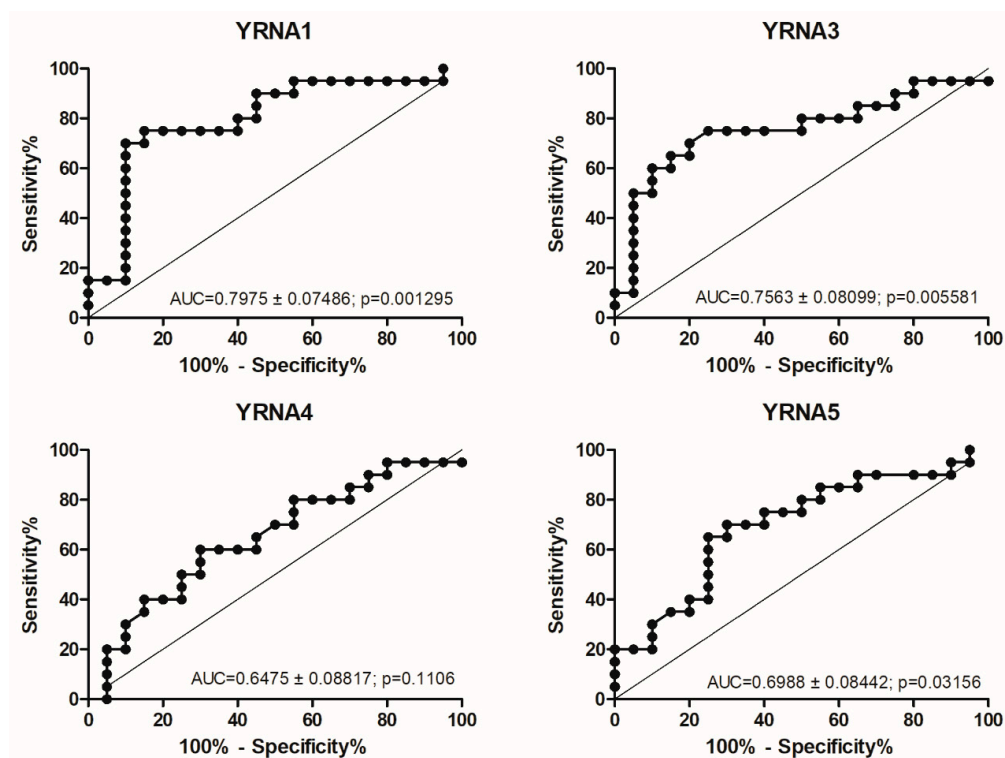 YRNA1
100
80
60
40
20
0
Sensitivity%
AUC=0.7975 ± 0.07486; p=0.001295
0 20 40 60 80 100
100% - Specificity%
YRNA3
100
80
60
40
20
0
Sensitivity%
AUC=0.7563 ± 0.08099; p=0.005581
0 20 40 60 80 100
100% - Specificity%
YRNA4
100
80
60
40
20
0
Sensitivity%
AUC=0.6475 ± 0.08817; p=0.1106
0 20 40 60 80 100
100% - Specificity%
YRNA5
100
80
60
40
20
0
Sensitivity%
AUC=0.6988 ± 0.08442; p=0.03156
0 20 40 60 80 100
100% - Specificity%